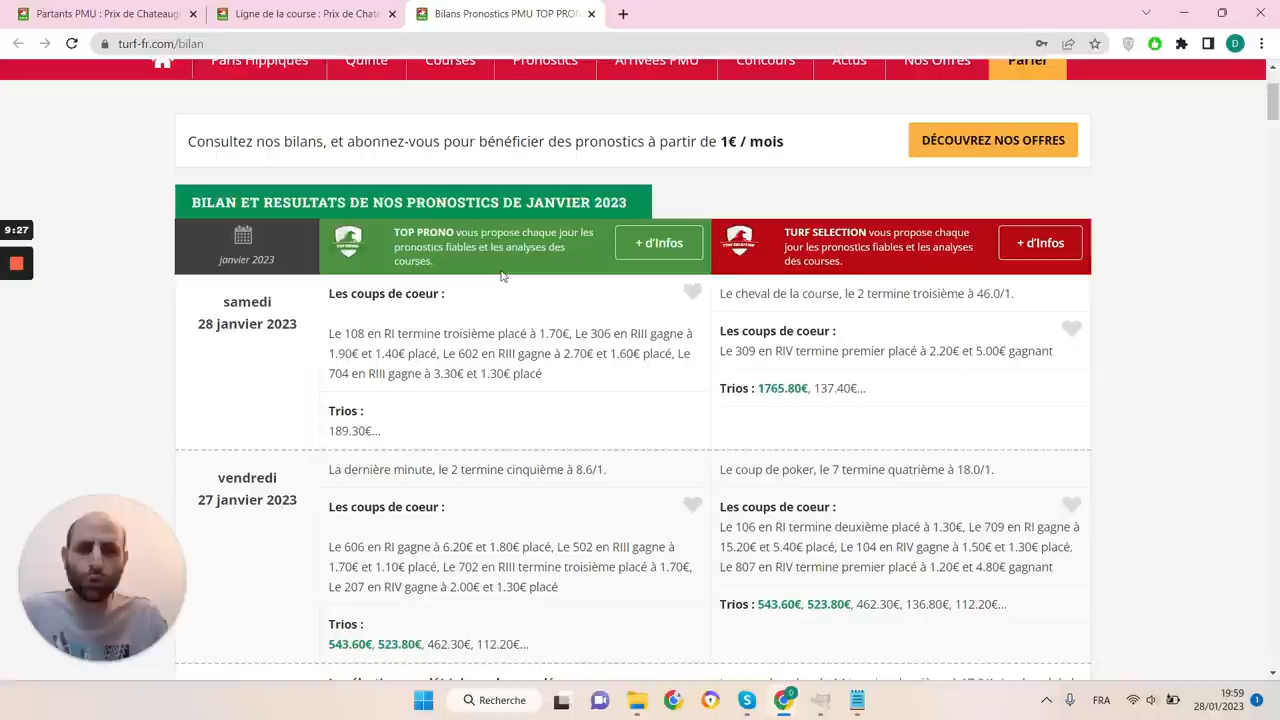 Partants PMU : Prix de Chateaug
Ligne de la course : Prix de Chate
Bilans Pronostics PMU TOP PRON
turf-fr.com/bilan
Paris Hippiques
Quinté
Courses
Pronostics
Arrivées PMU
Concours
Actus
Nos Offres
Parier
Consultez nos bilans, et abonnez-vous pour bénéficier des pronostics à partir de 1€ / mois
DÉCOUVREZ NOS OFFRES
BILAN ET RESULTATS DE NOS PRONOSTICS DE JANVIER 2023
janvier 2023
TOP PRONO
TOP PRONO vous propose chaque jour les
pronostics fiables et les analyses des
courses.
+ d'Infos
TURF SELECTION
TURF SELECTION vous propose chaque
jour les pronostics fiables et les analyses
des courses.
+ d'Infos
samedi
28 janvier 2023
Les coups de coeur :
Le 108 en RI termine troisième placé à 1.70€, Le 306 en RIII gagne à
1.90€ et 1.40€ placé, Le 602 en RIII gagne à 2.70€ et 1.60€ placé, Le
704 en RIII gagne à 3.30€ et 1.30€ placé
Trios :
189.30€...
Le cheval de la course, le 2 termine troisième à 46.0/1.
Les coups de coeur :
Le 309 en RIV termine premier placé à 2.20€ et 5.00€ gagnant
Trios : 1765.80€, 137.40€...
vendredi
27 janvier 2023
La dernière minute, le 2 termine cinquième à 8.6/1.
Les coups de coeur :
Le 606 en RI gagne à 6.20€ et 1.80€ placé, Le 502 en RIII gagne à
1.70€ et 1.10€ placé, Le 702 en RIII termine troisième placé à 1.70€,
Le 207 en RIV gagne à 2.00€ et 1.30€ placé
Trios :
543.60€, 523.80€, 462.30€, 112.20€...
Le coup de poker, le 7 termine quatrième à 18.0/1.
Les coups de coeur :
Le 106 en RI termine deuxième placé à 1.30€, Le 709 en RI gagne à
15.20€ et 5.40€ placé, Le 104 en RIV gagne à 1.50€ et 1.30€ placé,
Le 807 en RIV termine premier placé à 1.20€ et 4.80€ gagnant
Trios : 543.60€, 523.80€, 462.30€, 136.80€, 112.20€...
9:27
D
Recherche
D
FRA
19:59
28/01/2023
1